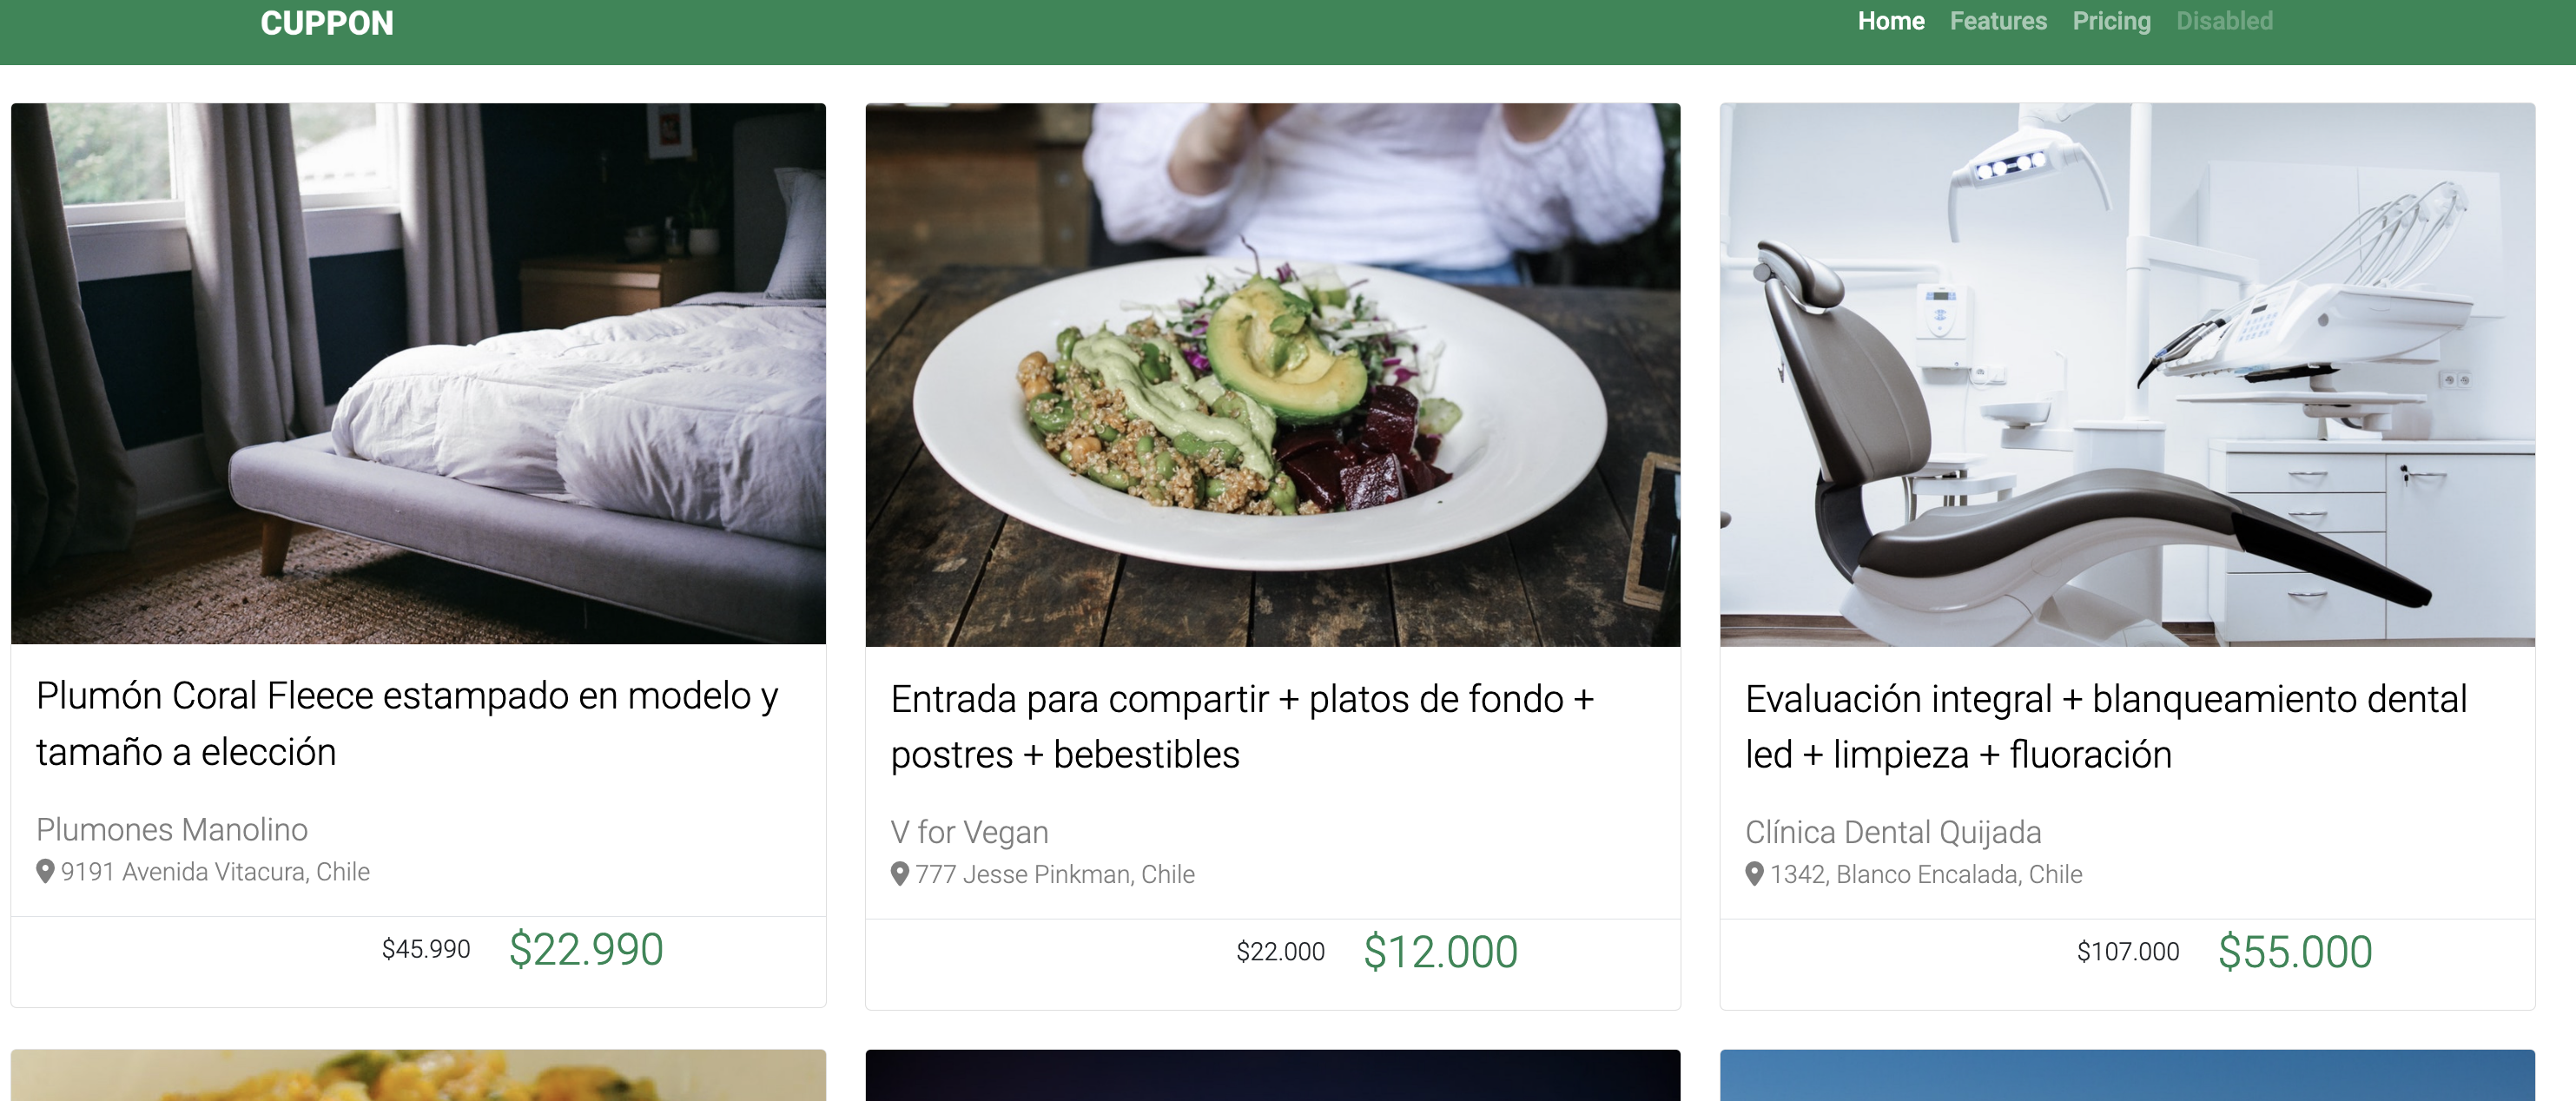 CUPPON
Home Features Pricing Disabled
Plumón Coral Fleece estampado en modelo y
tamaño a elección
Plumones Manolino
9191 Avenida Vitacura, Chile
$45.990 $22.990
Entrada para compartir + platos de fondo +
postres + bebestibles
V for Vegan
777 Jesse Pinkman, Chile
$22.000 $12.000
Evaluación integral + blanqueamiento dental
led + limpieza + fluoración
Clínica Dental Quijada
1342, Blanco Encalada, Chile
$107.000 $55.000